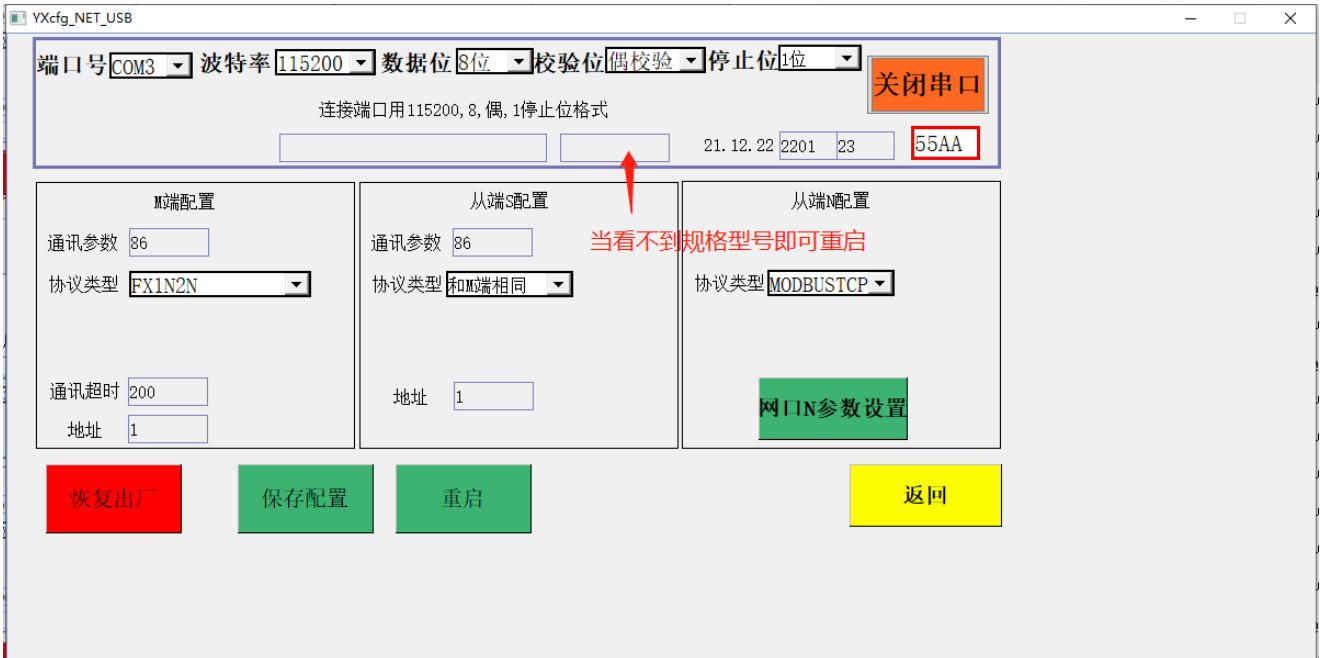 YXcfg_NET_USB
端口号 COM3 波特率 115200 数据位 8位 校验位 偶校验 停止位 1位
关闭串口
连接端口用115200,8,偶,1停止位格式
21.12.22 2201 23 55AA
M端配置
通讯参数 86
协议类型 FX1N2N
通讯超时 200
地址 1
从端S配置
通讯参数 86
协议类型 和M端相同
地址 1
从端N配置
协议类型 MODBUSTCP
网口N参数设置
当看不到规格型号即可重启
恢复出厂 保存配置 重启 返回